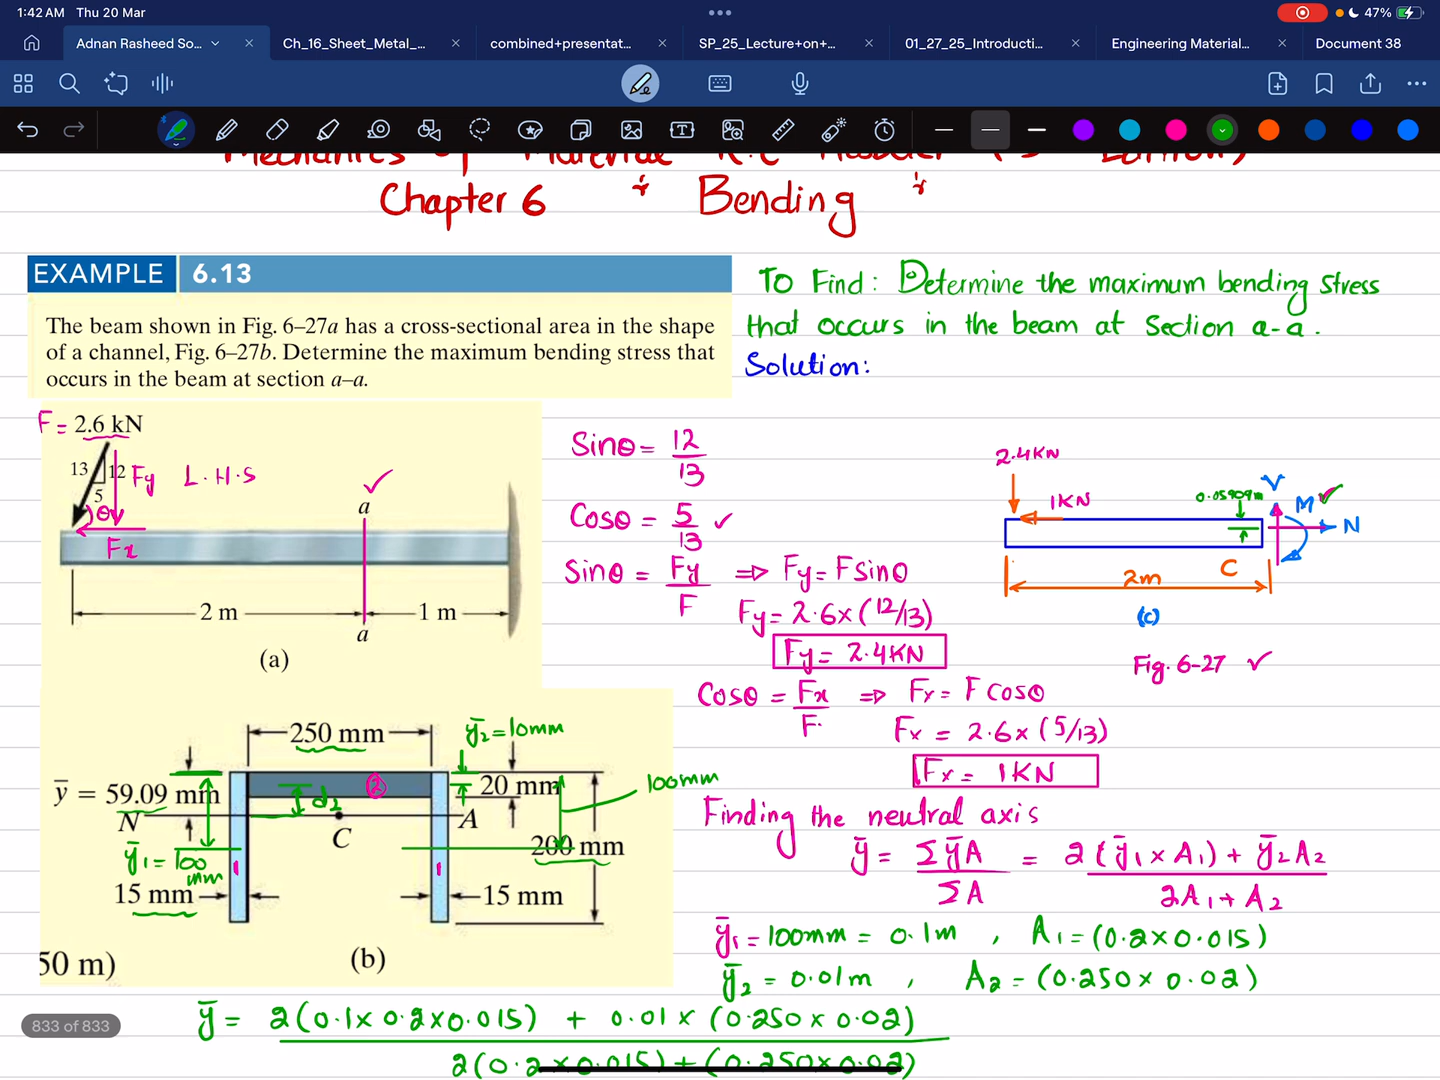 1:42 AM Thu 20 Mar
47%
Adnan Rasheed So...
Ch_16_Sheet_Metal_...
combined+presentat...
SP_25_Lecture+on+...
01_27_25_Introducti...
Engineering Material...
Document 38
Chapter 6 Bending
EXAMPLE 6.13
The beam shown in Fig. 6–27a has a cross-sectional area in the shape
of a channel, Fig. 6–27b. Determine the maximum bending stress that
occurs in the beam at section a–a.
To Find: Determine the maximum bending stress
that occurs in the beam at Section a-a.
Solution:
F = 2.6 kN
13
12
5
Fy
L.H.S
θ
Fx
a
2 m
1 m
a
(a)
Sinθ = 12/13
Cosθ = 5/13 ✓
Sinθ = Fy/F ⇒ Fy = F sinθ
Fy = 2.6 × (12/13)
Fy = 2.4KN
Cosθ = Fx/F ⇒ Fx = F cosθ
Fx = 2.6 × (5/13)
Fx = 1KN
2.4KN
1KN
0.05909m
V
M
N
C
2m
(c)
Fig. 6-27 ✓
250 mm
ȳ2 = 10mm
ȳ = 59.09 mm
2
d2
20 mm
100mm
N
C
A
ȳ1 = 100 mm
200 mm
1
1
15 mm
15 mm
(b)
50 m)
Finding the neutral axis
ȳ = ΣȳA/ΣA = 2(ȳ1 × A1) + ȳ2A2 / 2A1 + A2
ȳ1 = 100mm = 0.1m , A1 = (0.2×0.015)
ȳ2 = 0.01m , A2 = (0.250 × 0.02)
833 of 833
ȳ = 2(0.1 × 0.2 × 0.015) + 0.01 × (0.250 × 0.02)
2(0.2 × 0.015) + (0.250×0.02)